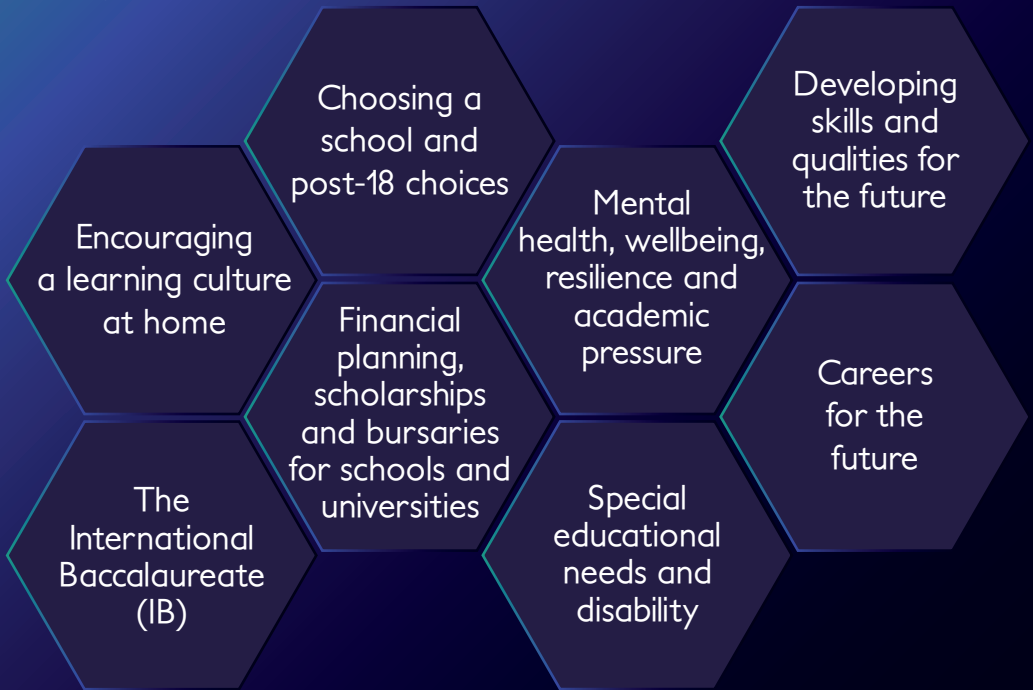 Choosing a
school and
post-18 choices
Developing
skills and
qualities for
the future
Encouraging
a learning culture
at home
Mental
health, wellbeing,
resilience and
academic
pressure
Financial
planning,
scholarships
and bursaries
for schools and
universities
Careers
for the
future
The
International
Baccalaureate
(IB)
Special
educational
needs and
disability